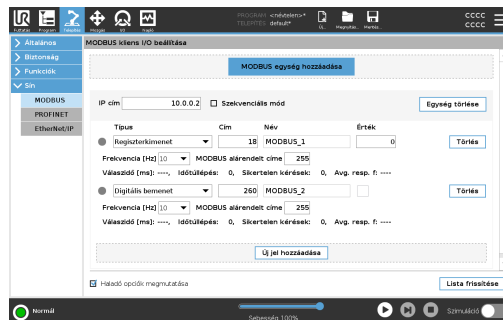 PROGRAM <névtelen>*
TELEPÍTÉS default*
CCCC
CCCC
Futtatás Program Telepítés Mozgás I/O Napló Új... Megnyitás... Mentés...
Általános
Biztonság
Funkciók
Sín
MODBUS
PROFINET
EtherNet/IP
MODBUS kliens I/O beállítása
MODBUS egység hozzáadása
IP cím 10.0.0.2 Szekvenciális mód Egység törlése
Típus Cím Név Érték
Regiszterkimenet 18 MODBUS_1 0 Törlés
Frekvencia [Hz] 10 MODBUS alárendelt címe 255
Válaszidő [ms]: ----, Időtúllépés: 0, Sikertelen kérések: 0, Avg. resp. f: ----
Digitális bemenet 260 MODBUS_2 Törlés
Frekvencia [Hz] 10 MODBUS alárendelt címe 255
Válaszidő [ms]: ----, Időtúllépés: 0, Sikertelen kérések: 0, Avg. resp. f: ----
Új jel hozzáadása
Haladó opciók megmutatása Lista frissítése
Normál Sebesség 100% Szimuláció